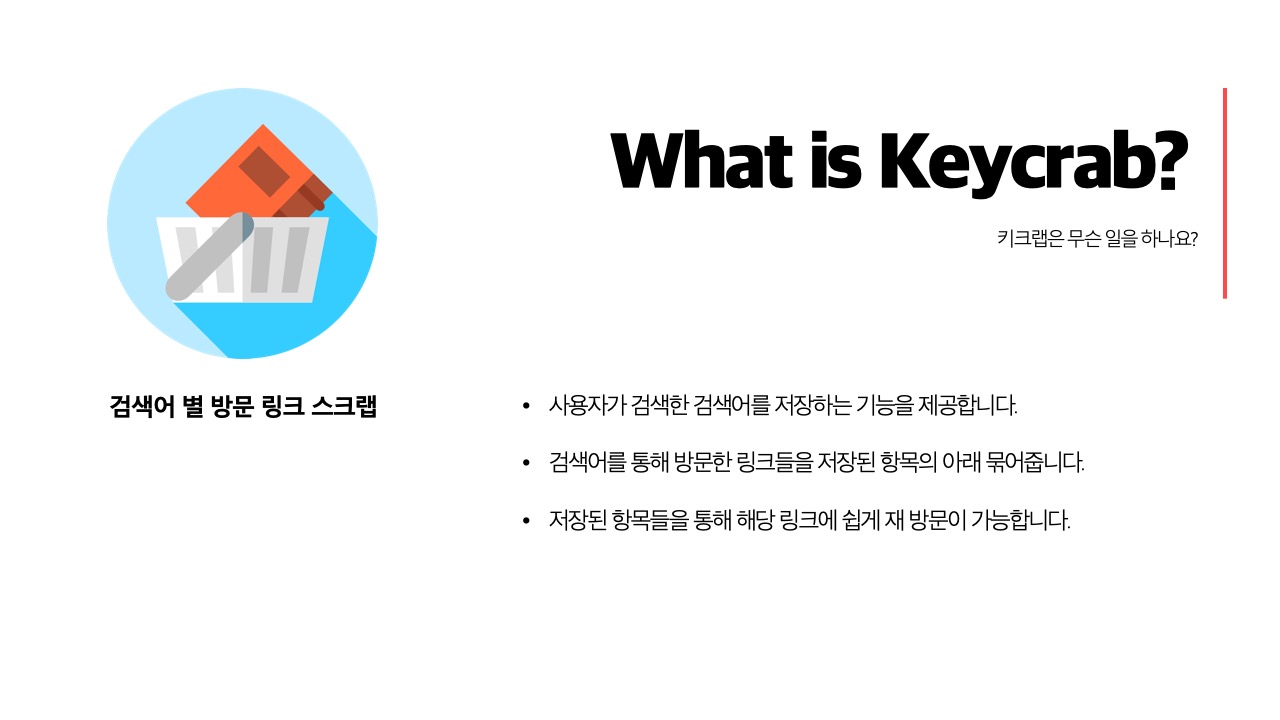 What is Keycrab?
키크랩은 무슨 일을 하나요?
검색어 별 방문 링크 스크랩
• 사용자가 검색한 검색어를 저장하는 기능을 제공합니다.
• 검색어를 통해 방문한 링크들을 저장된 항목의 아래 묶어줍니다.
• 저장된 항목들을 통해 해당 링크에 쉽게 재 방문이 가능합니다.